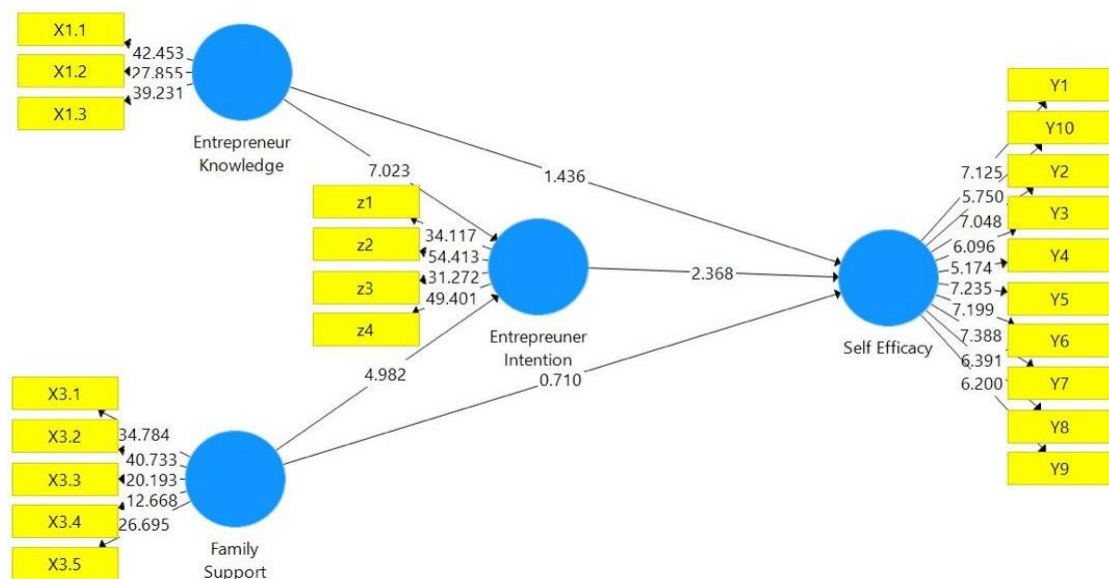 X1.1
X1.2
X1.3
42.453
27.855
39.231
Entrepreneur
Knowledge
7.023
1.436
z1
z2
z3
z4
34.117
54.413
31.272
49.401
Entrepreuner
Intention
2.368
4.982
0.710
X3.1
X3.2
X3.3
X3.4
X3.5
34.784
40.733
20.193
12.668
26.695
Family
Support
Self Efficacy
7.125
5.750
7.048
6.096
5.174
7.235
7.199
7.388
6.391
6.200
Y1
Y10
Y2
Y3
Y4
Y5
Y6
Y7
Y8
Y9